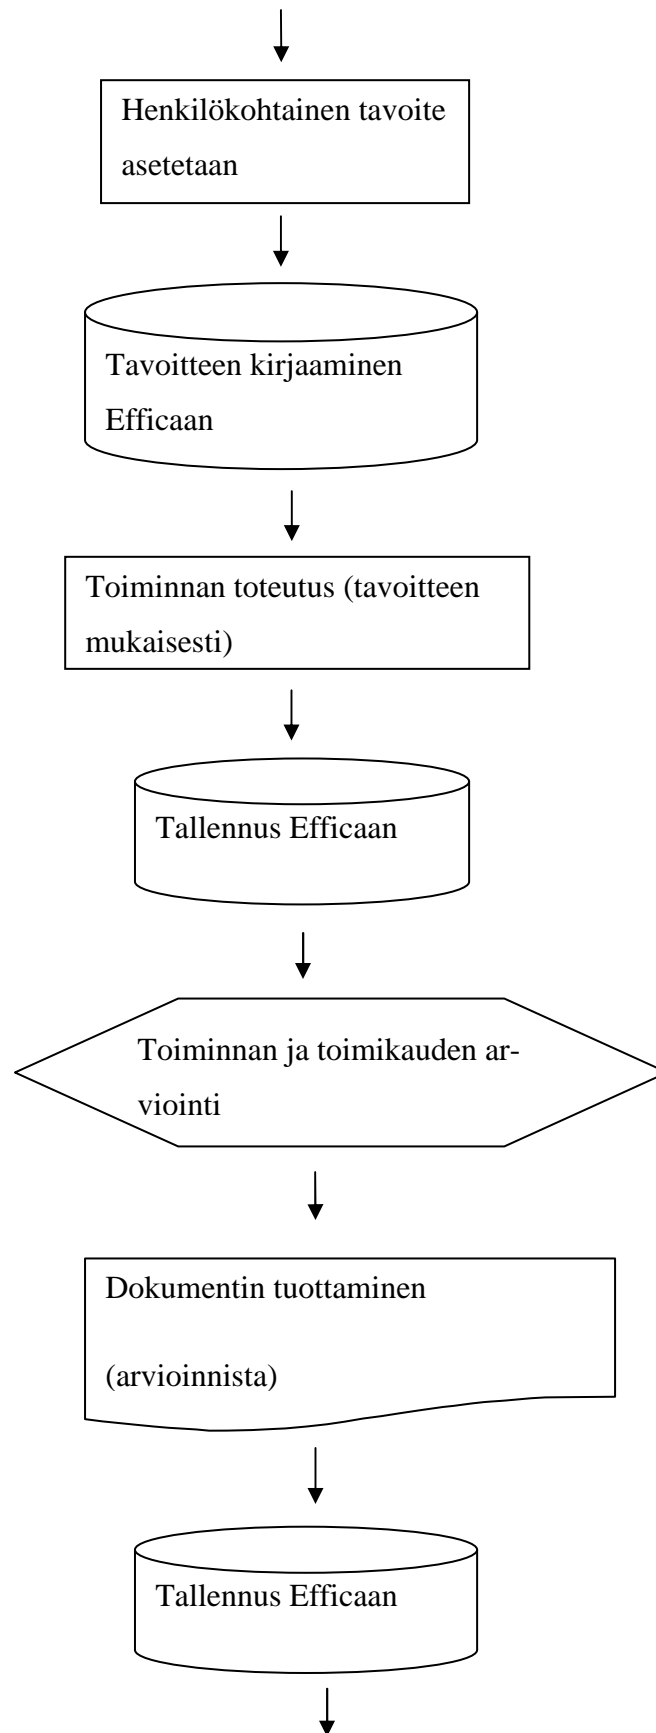 Henkilökohtainen tavoite
asetetaan
Tavoitteen kirjaaminen
Efficaan
Toiminnan toteutus (tavoitteen
mukaisesti)
Tallennus Efficaan
Toiminnan ja toimikauden ar-
viointi
Dokumentin tuottaminen
(arvioinnista)
Tallennus Efficaan